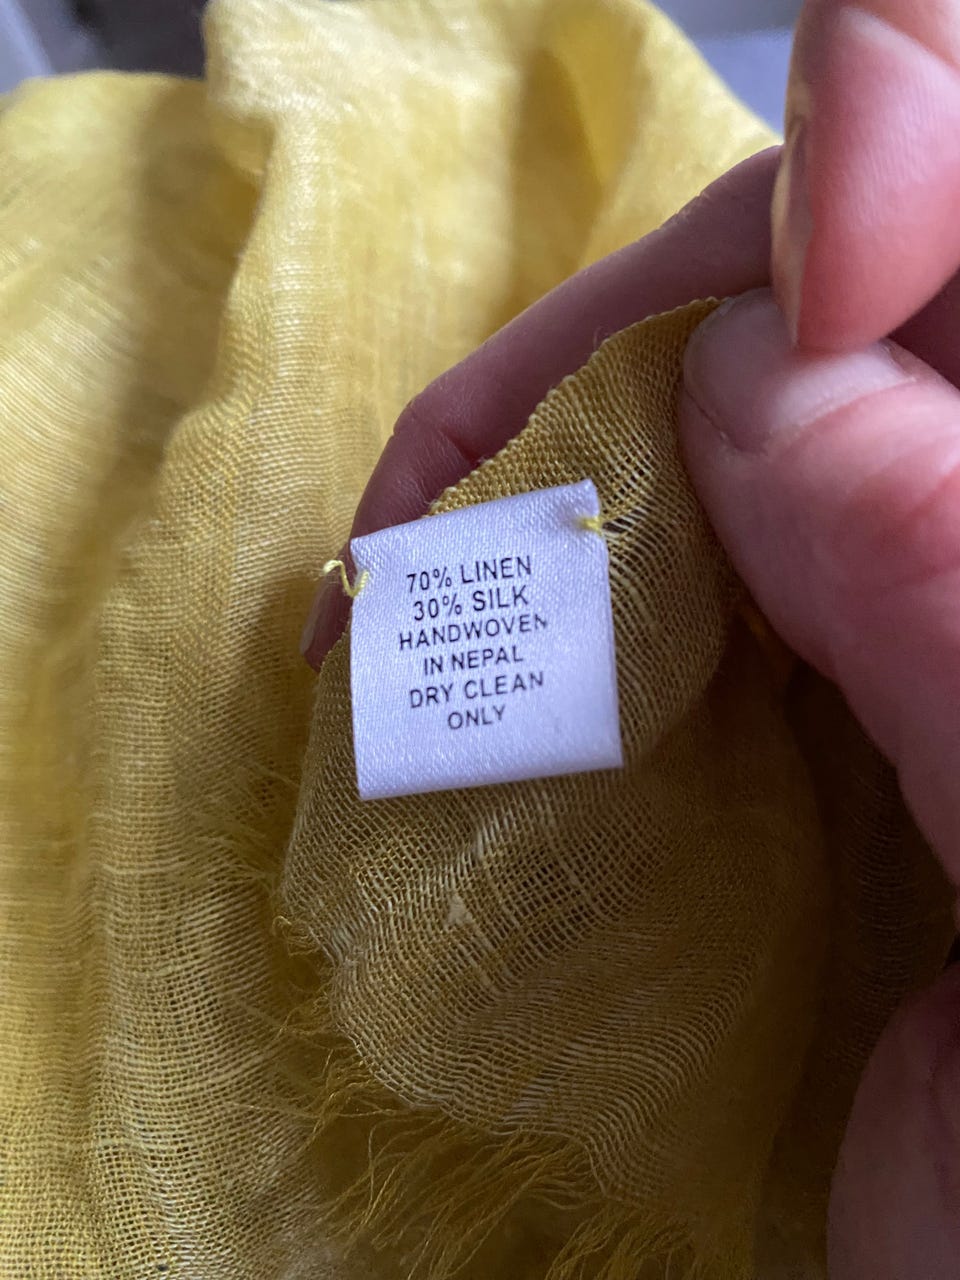 70% LINEN
30% SILK
HANDWOVEN
IN NEPAL
DRY CLEAN
ONLY